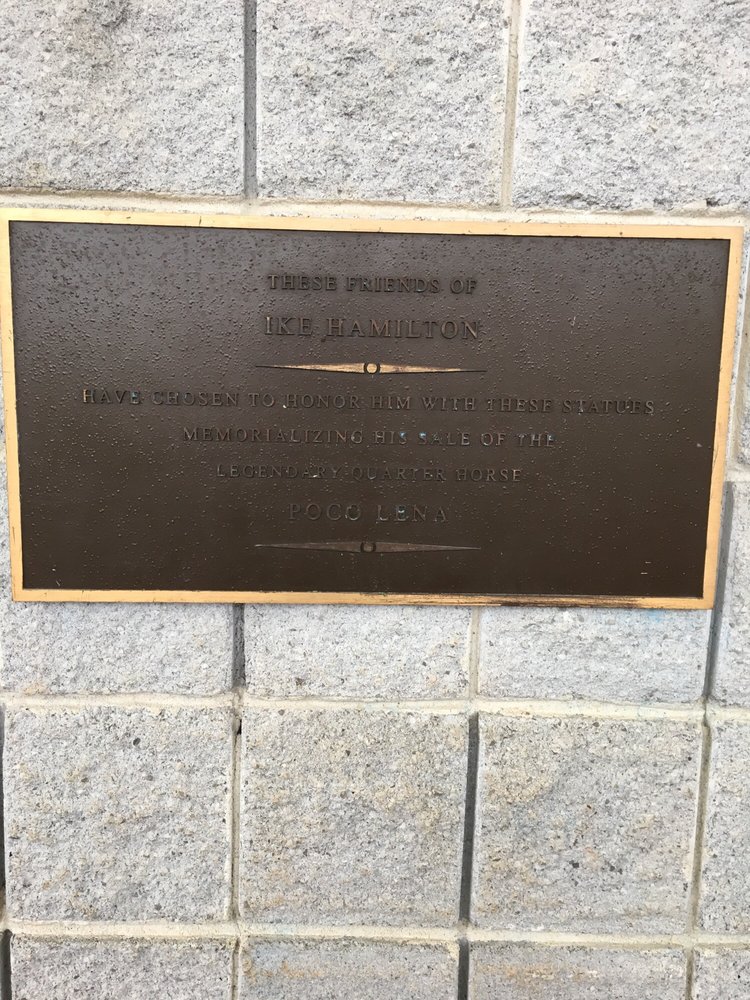 THESE FRIENDS OF
IKE HAMILTON
HAVE CHOSEN TO HONOR HIM WITH THESE STATUES
MEMORIALIZING HIS SALE OF THE
LEGENDARY QUARTER HORSE
POCO LENA